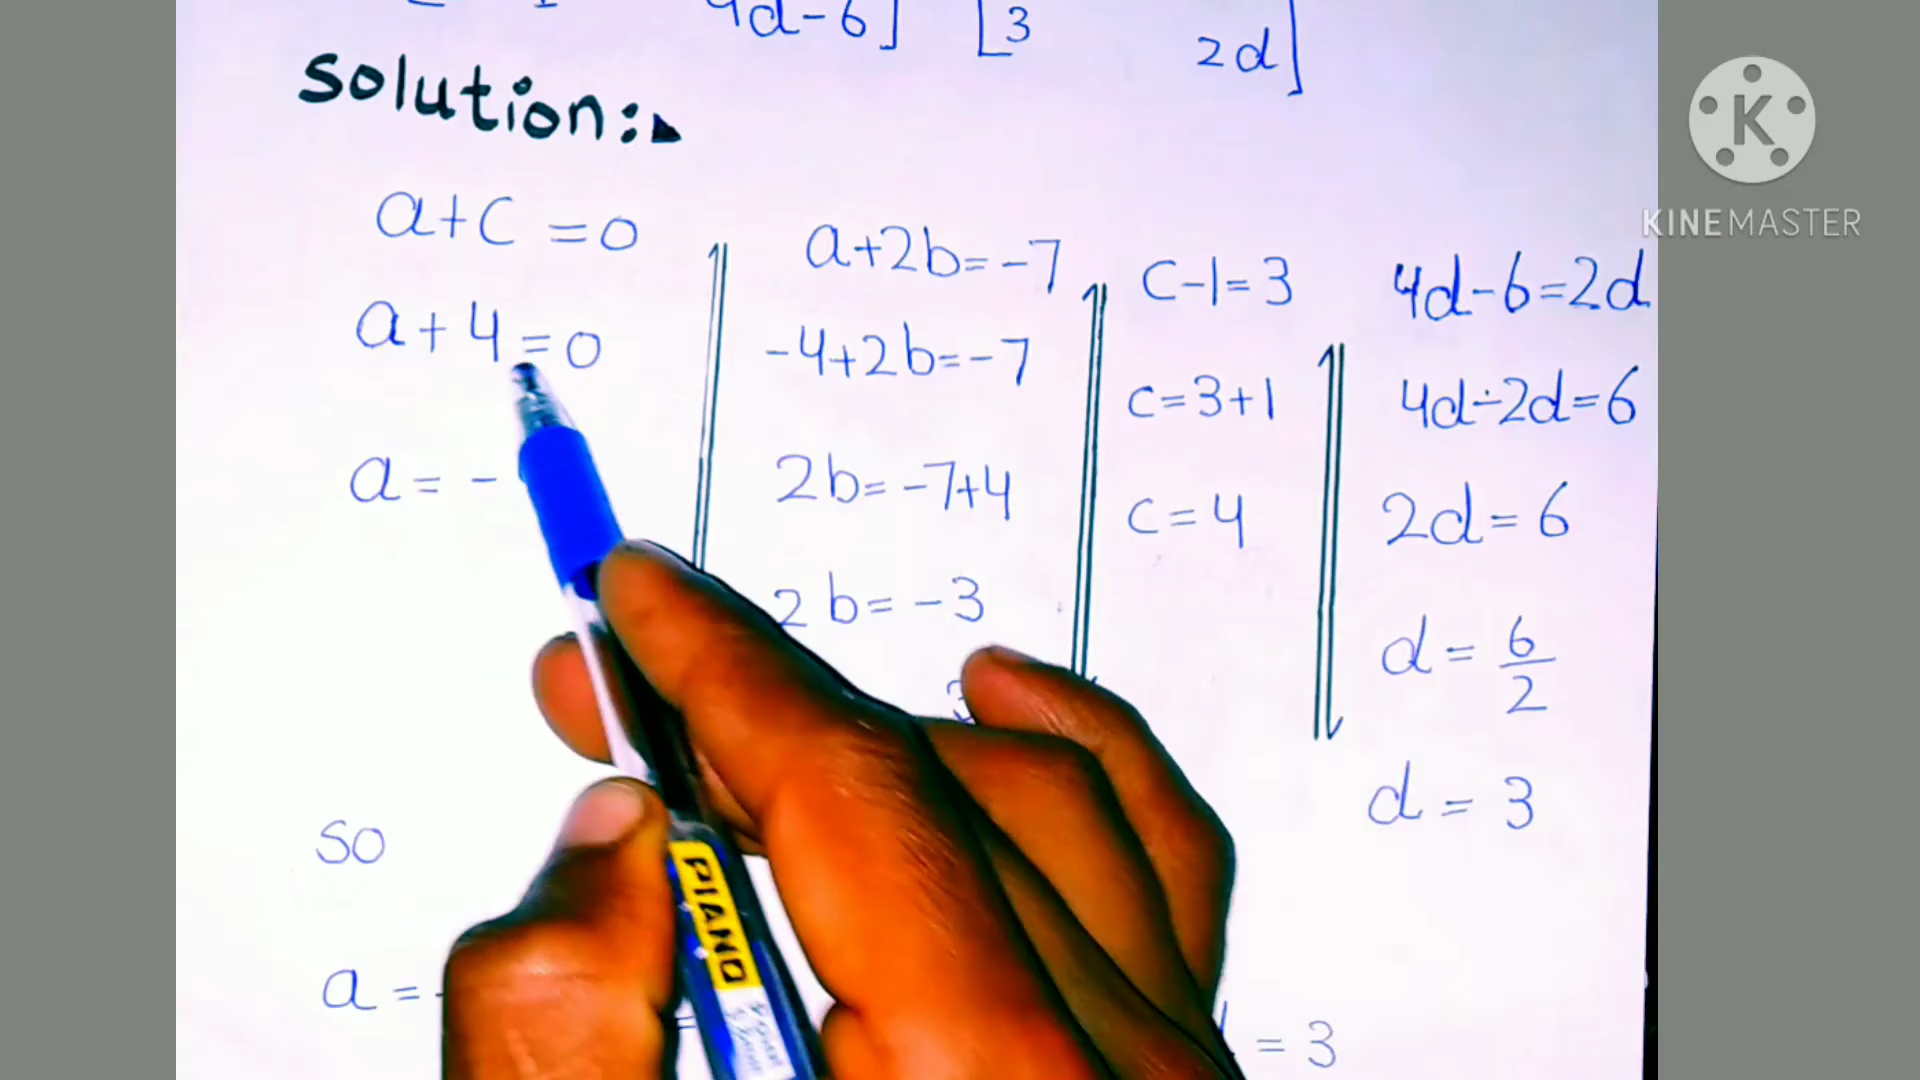 4d-6] [3 2d]
Solution:
a+c=0
a+4=0
a= -
so
a=
a+2b=-7
-4+2b=-7
2b=-7+4
2b=-3
c-1=3
c=3+1
c=4
4d-6=2d
4d-2d=6
2d=6
d=6/2
d=3
= 3
PIANO
K
KINEMASTER